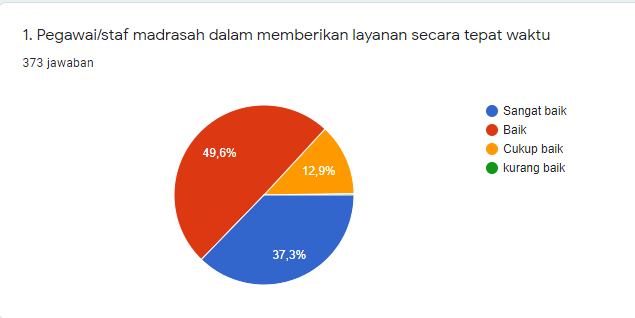 1. Pegawai/staf madrasah dalam memberikan layanan secara tepat waktu
373 jawaban
Sangat baik
Baik
Cukup baik
kurang baik
49,6%
12,9%
37,3%